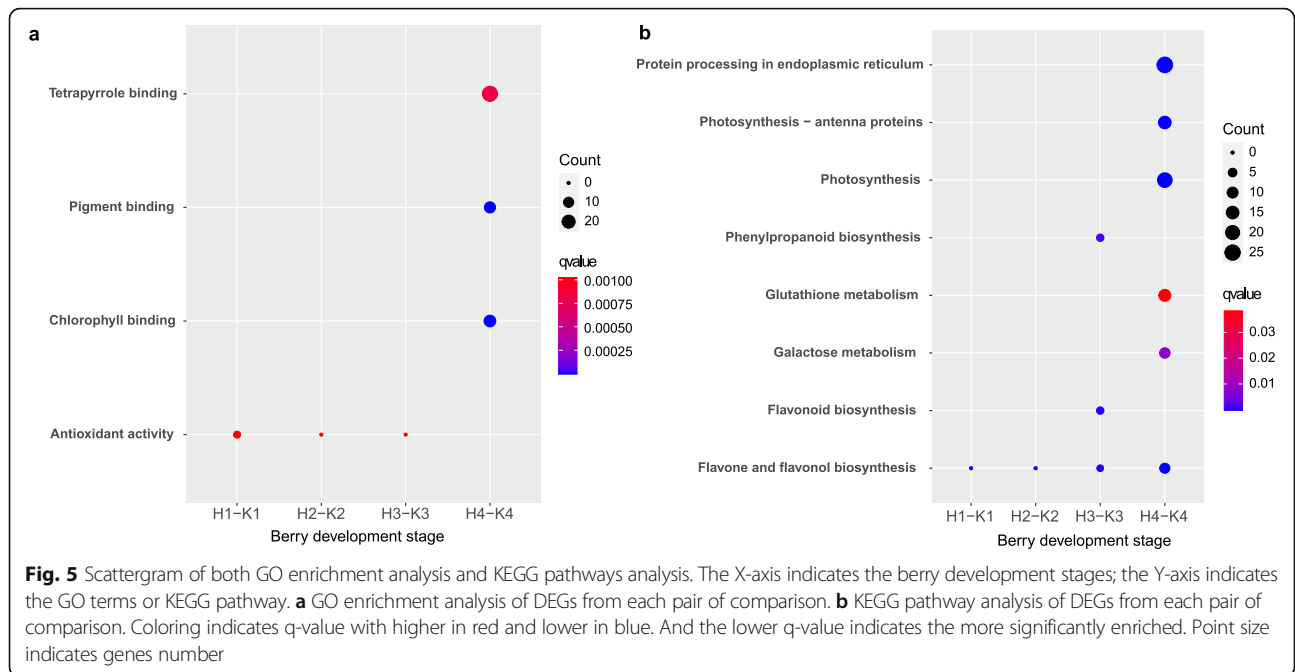 a
Tetrapyrrole binding
Pigment binding
Chlorophyll binding
Antioxidant activity
H1−K1 H2−K2 H3−K3 H4−K4
Berry development stage
Count
0
10
20
qvalue
0.00100
0.00075
0.00050
0.00025
b
Protein processing in endoplasmic reticulum
Photosynthesis − antenna proteins
Photosynthesis
Phenylpropanoid biosynthesis
Glutathione metabolism
Galactose metabolism
Flavonoid biosynthesis
Flavone and flavonol biosynthesis
H1−K1 H2−K2 H3−K3 H4−K4
Berry development stage
Count
0
5
10
15
20
25
qvalue
0.03
0.02
0.01
Fig. 5 Scattergram of both GO enrichment analysis and KEGG pathways analysis. The X-axis indicates the berry development stages; the Y-axis indicates
the GO terms or KEGG pathway. a GO enrichment analysis of DEGs from each pair of comparison. b KEGG pathway analysis of DEGs from each pair of
comparison. Coloring indicates q-value with higher in red and lower in blue. And the lower q-value indicates the more significantly enriched. Point size
indicates genes number